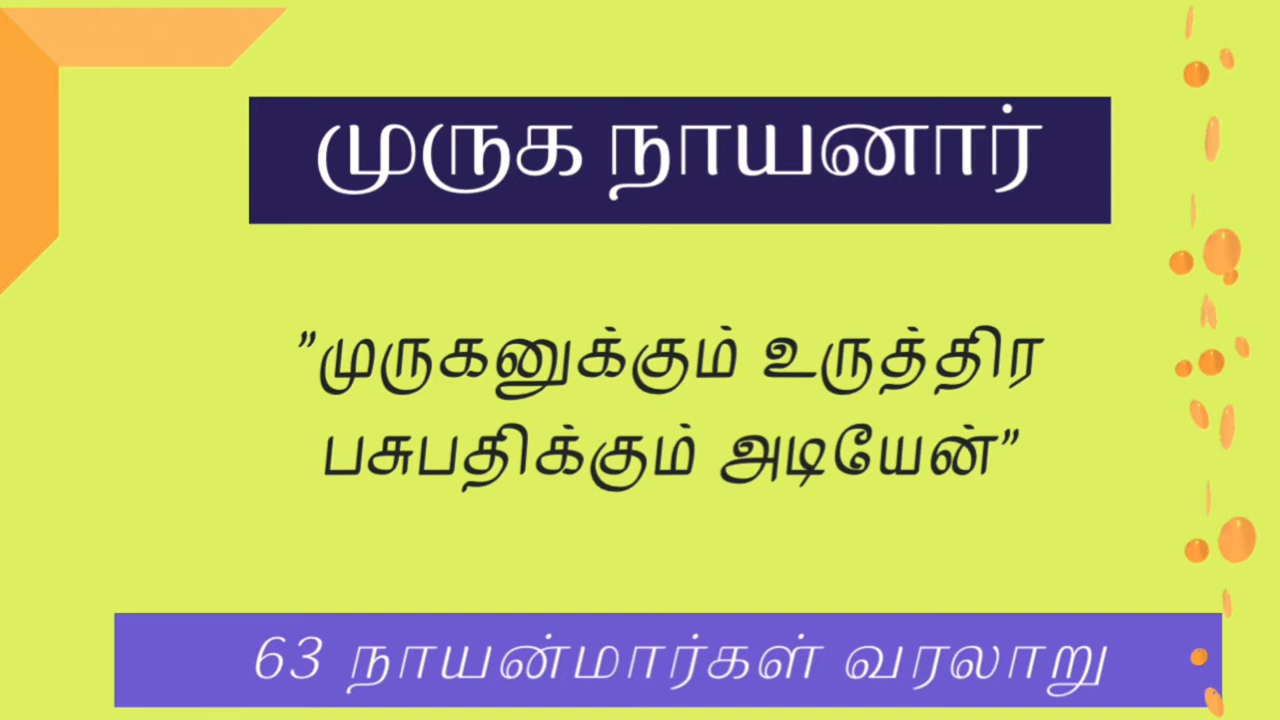 முருக நாயனார்
”முருகனுக்கும் உருத்திர
பசுபதிக்கும் அடியேன்”
63 நாயன்மார்கள் வரலாறு